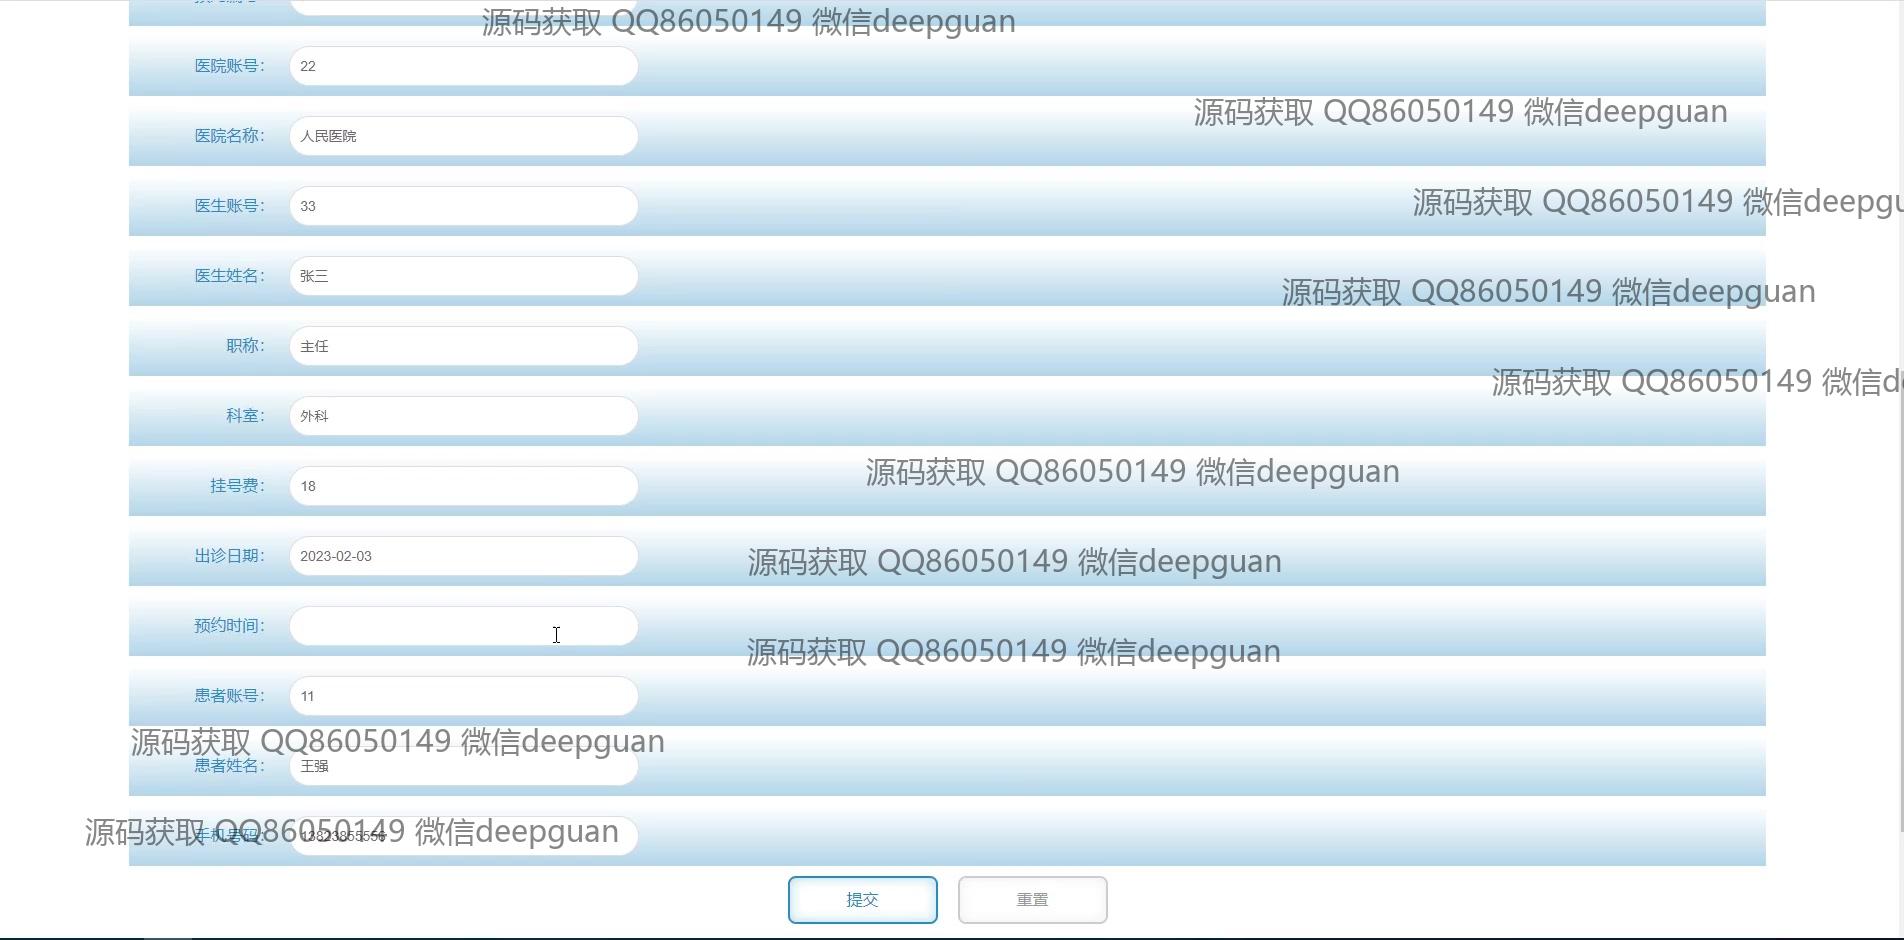 源码获取 QQ86050149 微信deepguan
医院账号： 22
源码获取 QQ86050149 微信deepguan
医院名称： 人民医院
源码获取 QQ86050149 微信deepgu
医生账号： 33
医生姓名： 张三
源码获取 QQ86050149 微信deepguan
职称： 主任
源码获取 QQ86050149 微信d
科室： 外科
源码获取 QQ86050149 微信deepguan
挂号费： 18
出诊日期： 2023-02-03
源码获取 QQ86050149 微信deepguan
预约时间：
源码获取 QQ86050149 微信deepguan
患者账号： 11
源码获取 QQ86050149 微信deepguan
患者姓名： 王强
源码获取 QQ86050149 微信deepguan
手机号码： 13823855556
提交 重置